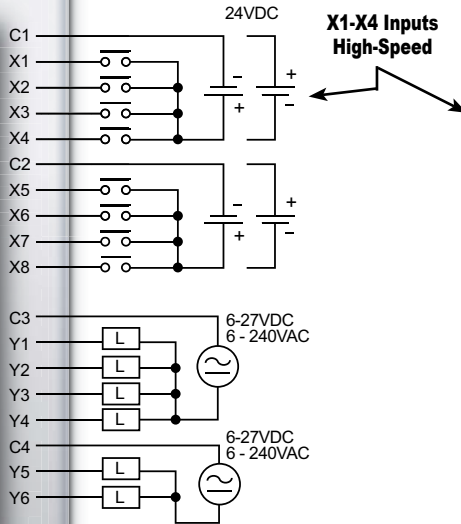 24VDC
X1-X4 Inputs
High-Speed
C1
X1
X2
X3
X4
C2
X5
X6
X7
X8
- +
+ -
- +
+ -
C3
Y1 L
Y2 L
Y3 L
Y4 L
6-27VDC
6 - 240VAC
C4
Y5 L
Y6 L
6-27VDC
6 - 240VAC